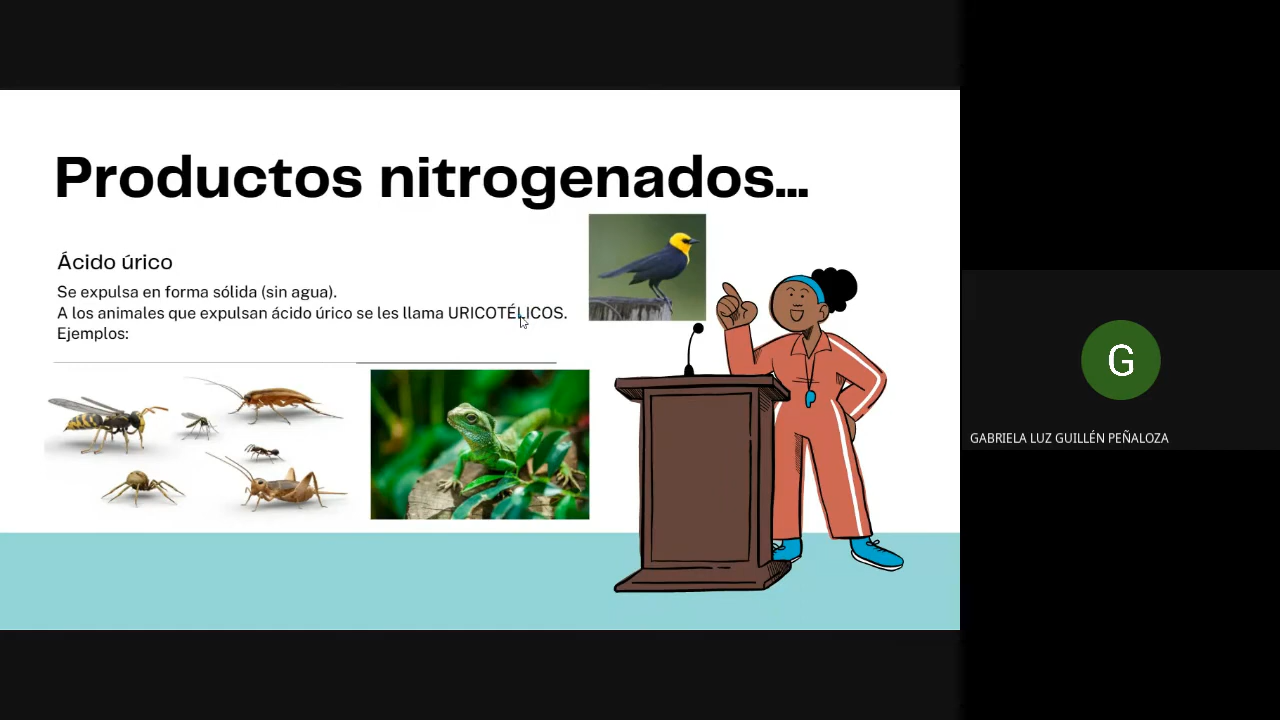 Productos nitrogenados...
Ácido úrico
Se expulsa en forma sólida (sin agua).
A los animales que expulsan ácido úrico se les llama URICOTÉLICOS.
Ejemplos:
G
GABRIELA LUZ GUILLÉN PEÑALOZA